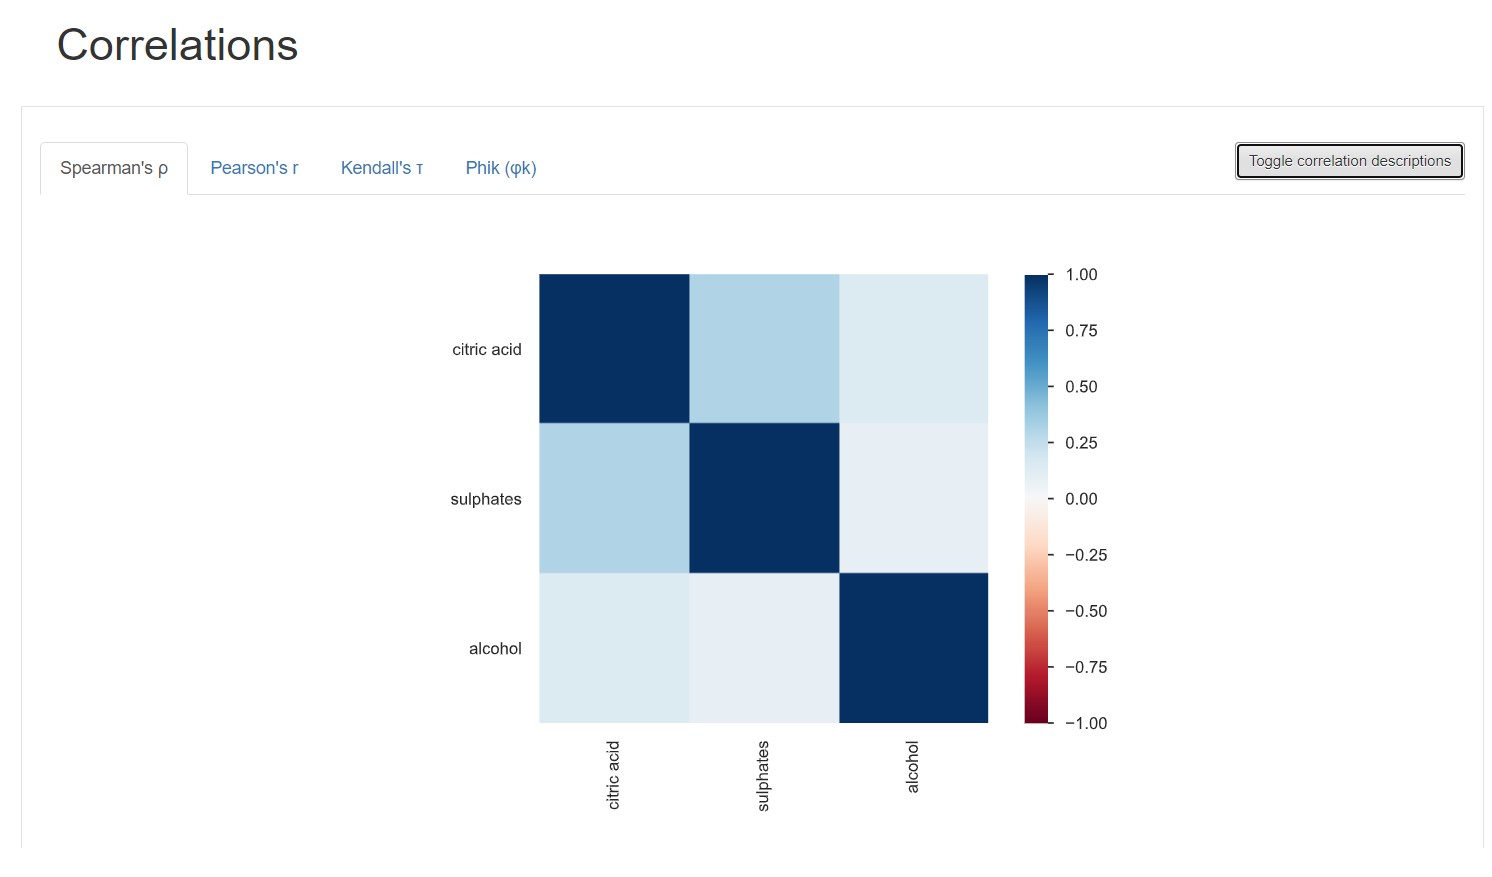 Correlations
Spearman's ρ
Pearson's r
Kendall's τ
Phik (φk)
Toggle correlation descriptions
citric acid
sulphates
alcohol
1.00
0.75
0.50
0.25
0.00
−0.25
−0.50
−0.75
−1.00
citric acid
sulphates
alcohol